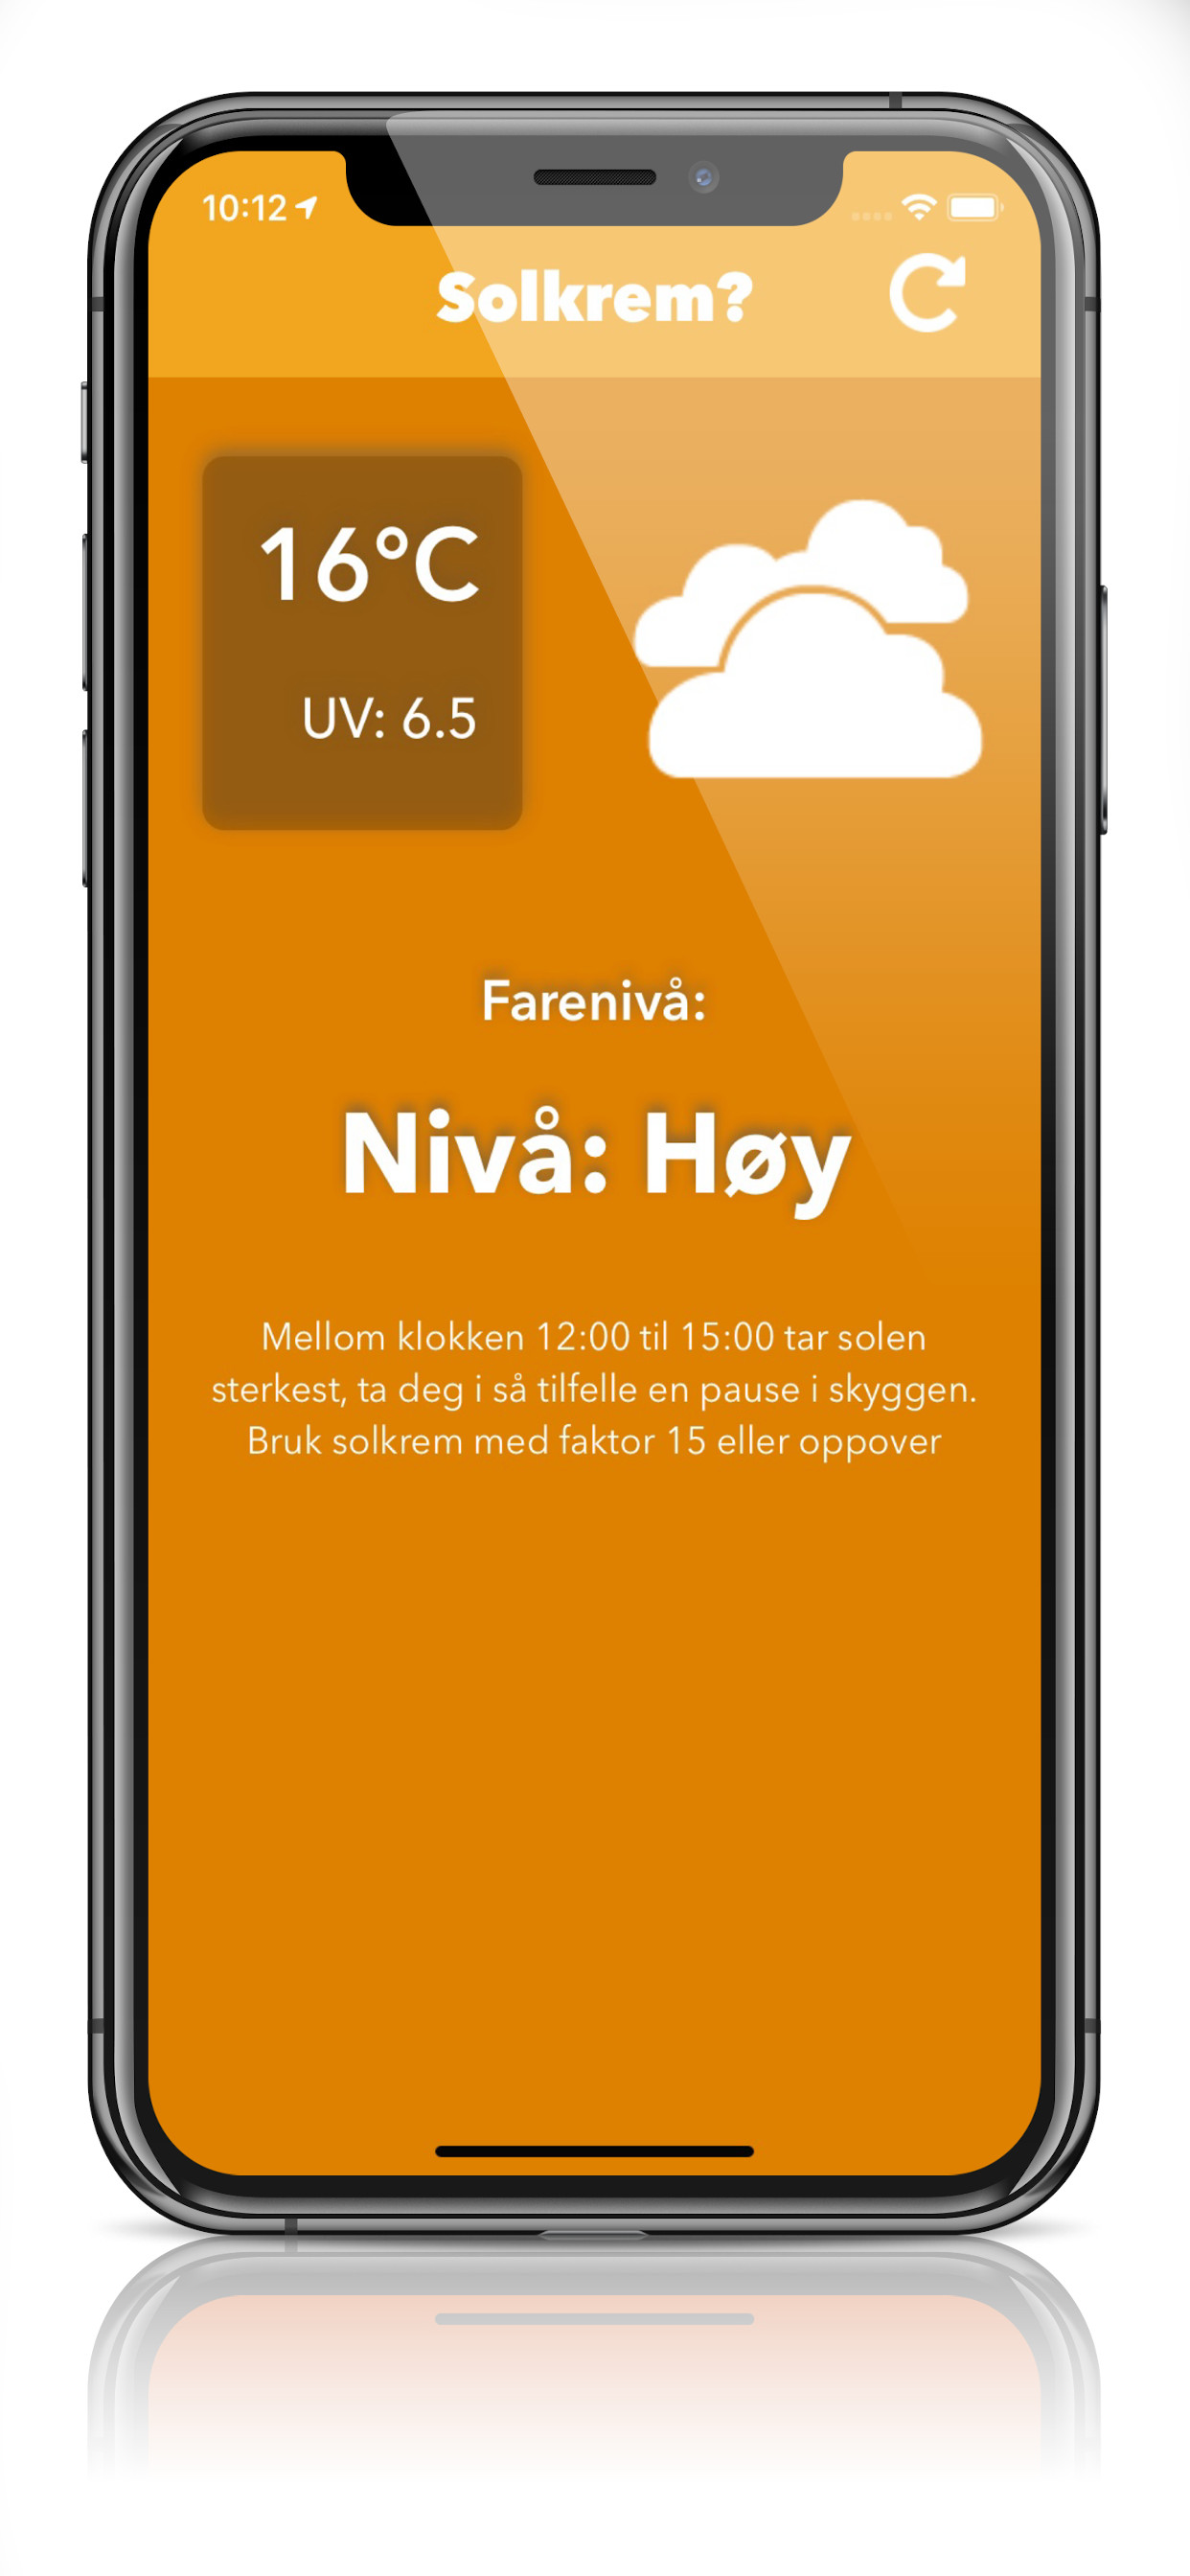 10:12
Solkrem?
16°C
UV: 6.5
Farenivå:
Nivå: Høy
Mellom klokken 12:00 til 15:00 tar solen
sterkest, ta deg i så tilfelle en pause i skyggen.
Bruk solkrem med faktor 15 eller oppover